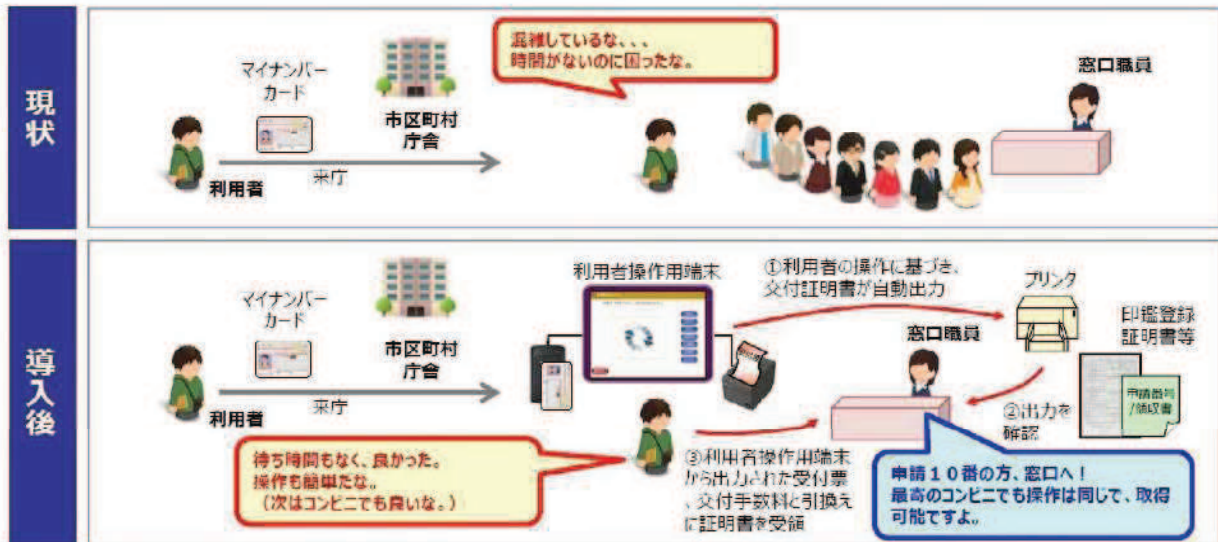 現状
マイナンバー
カード
市区町村
庁舎
利用者
来庁
混雑しているな、、、
時間がないのに困ったな。
窓口職員
導入後
マイナンバー
カード
市区町村
庁舎
利用者
来庁
利用者操作用端末
①利用者の操作に基づき、
交付証明書が自動出力
プリンタ
窓口職員
印鑑登録
証明書等
申請番号
/領収書
②出力を
確認
③利用者操作用端末
から出力された受付票
、交付手数料と引換え
に証明書を受領
待ち時間もなく、良かった。
操作も簡単だな。
（次はコンビニでも良いな。）
申請１０番の方、窓口へ！
最寄のコンビニでも操作は同じで、取得
可能ですよ。